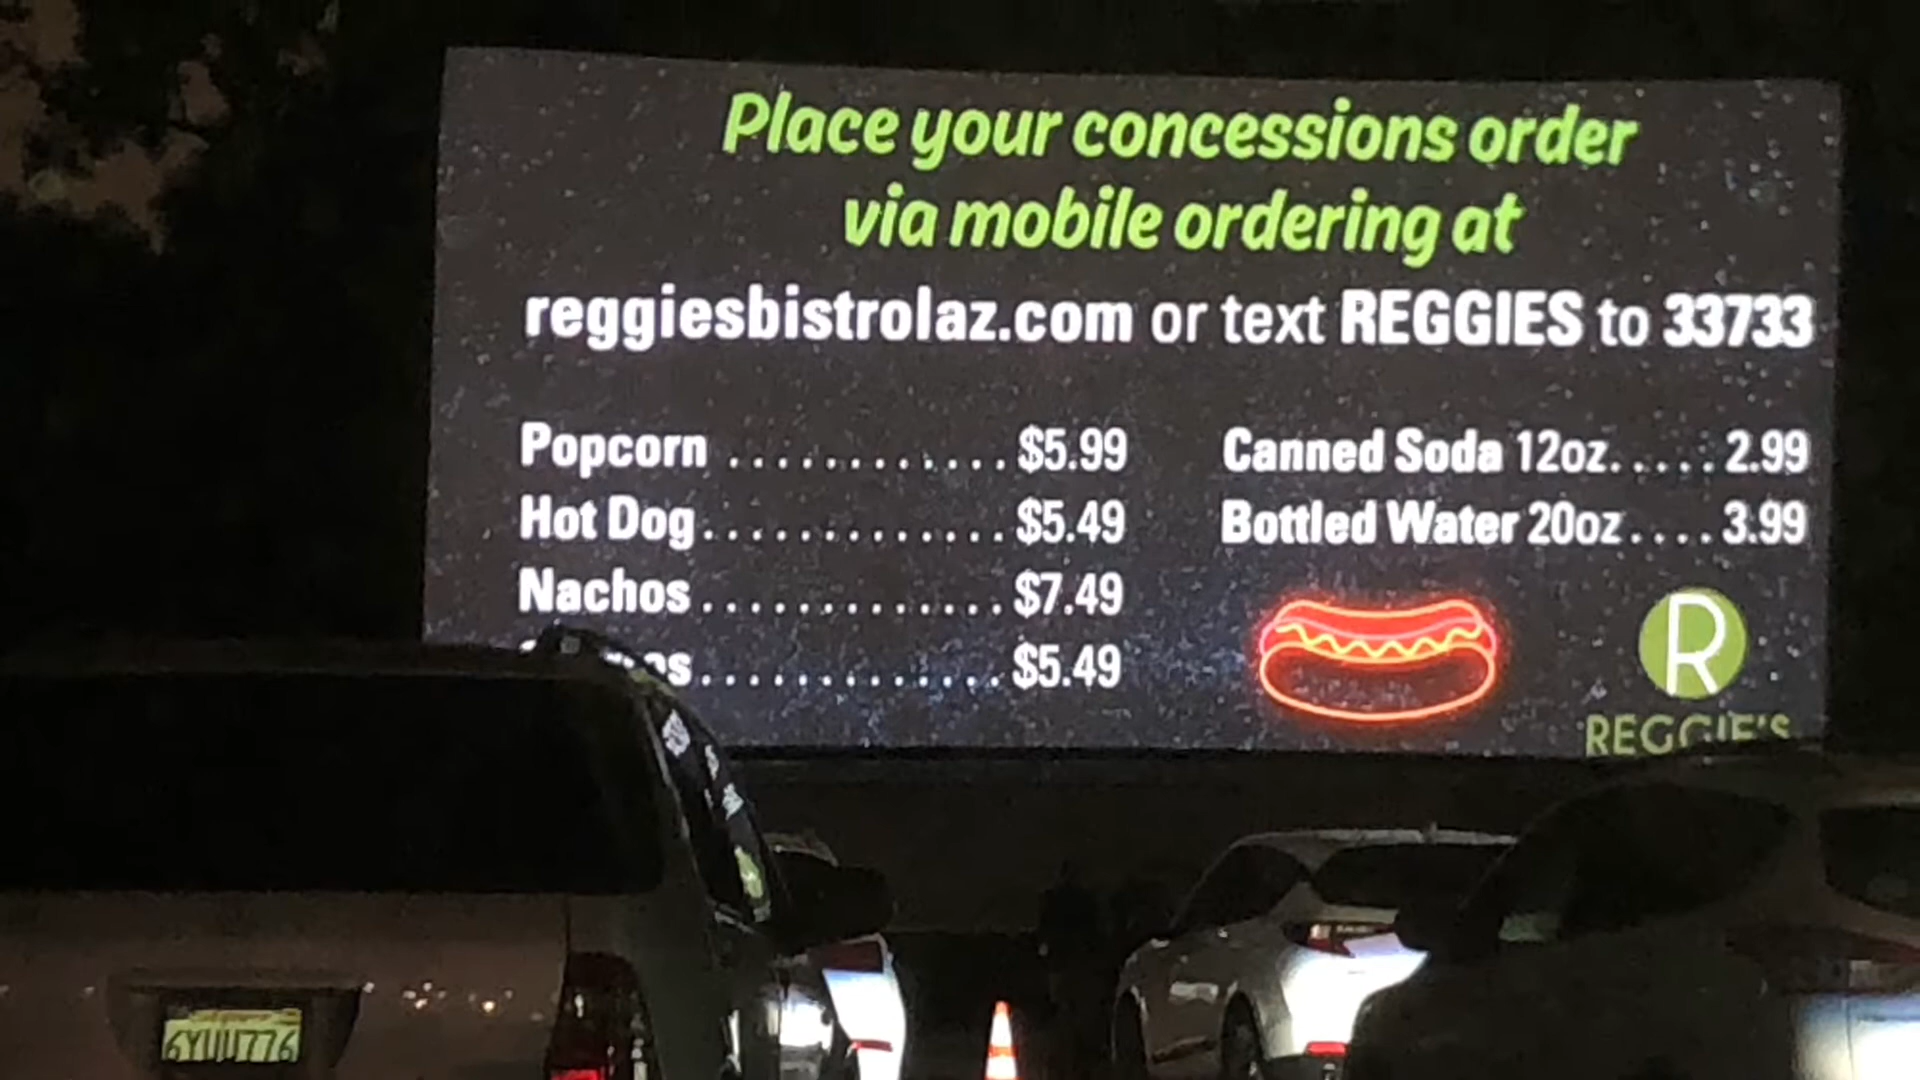 Place your concessions order
via mobile ordering at
reggiesbistrolaz.com or text REGGIES to 33733
Popcorn ............ $5.99
Hot Dog ............. $5.49
Nachos ............. $7.49
$5.49
Canned Soda 12oz..... 2.99
Bottled Water 20oz .... 3.99
R
REGGIE'S